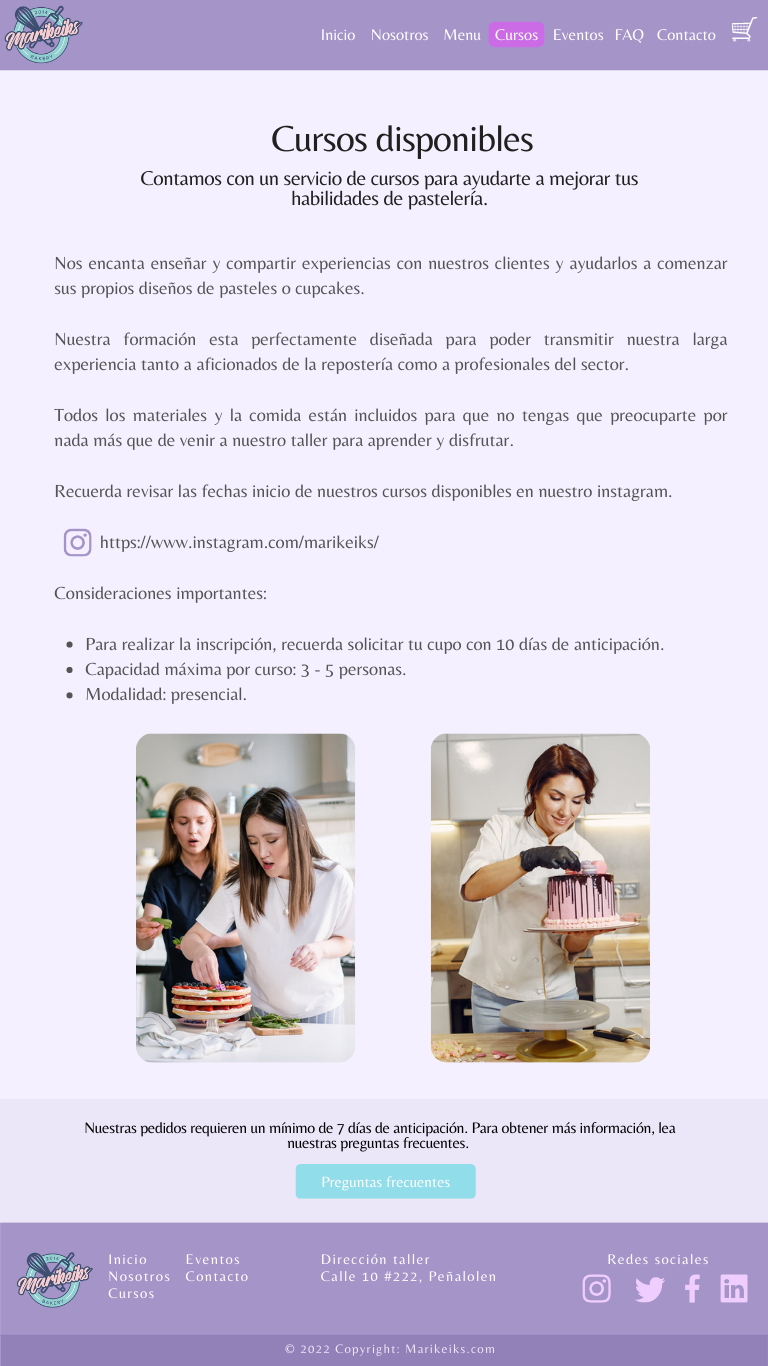 2016
Marikeiks
BAKERY
Inicio Nosotros Menu Cursos Eventos FAQ Contacto
Cursos disponibles
Contamos con un servicio de cursos para ayudarte a mejorar tus
habilidades de pastelería.
Nos encanta enseñar y compartir experiencias con nuestros clientes y ayudarlos a comenzar
sus propios diseños de pasteles o cupcakes.
Nuestra formación esta perfectamente diseñada para poder transmitir nuestra larga
experiencia tanto a aficionados de la repostería como a profesionales del sector.
Todos los materiales y la comida están incluidos para que no tengas que preocuparte por
nada más que de venir a nuestro taller para aprender y disfrutar.
Recuerda revisar las fechas inicio de nuestros cursos disponibles en nuestro instagram.
https://www.instagram.com/marikeiks/
Consideraciones importantes:
• Para realizar la inscripción, recuerda solicitar tu cupo con 10 días de anticipación.
• Capacidad máxima por curso: 3 - 5 personas.
• Modalidad: presencial.
Nuestras pedidos requieren un mínimo de 7 días de anticipación. Para obtener más información, lea
nuestras preguntas frecuentes.
Preguntas frecuentes
2016
Marikeiks
BAKERY
Inicio Eventos
Nosotros Contacto
Cursos
Dirección taller
Calle 10 #222, Peñalolen
Redes sociales
© 2022 Copyright: Marikeiks.com